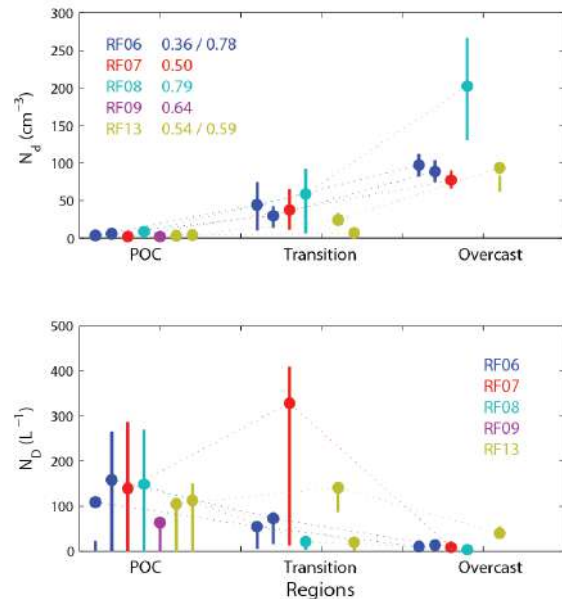 300
250
200
150
100
50
0
N_d (cm⁻³)
RF06 0.36 / 0.78
RF07 0.50
RF08 0.79
RF09 0.64
RF13 0.54 / 0.59
POC Transition Overcast
500
400
300
200
100
0
N_D (L⁻¹)
RF06
RF07
RF08
RF09
RF13
POC Transition Overcast
Regions